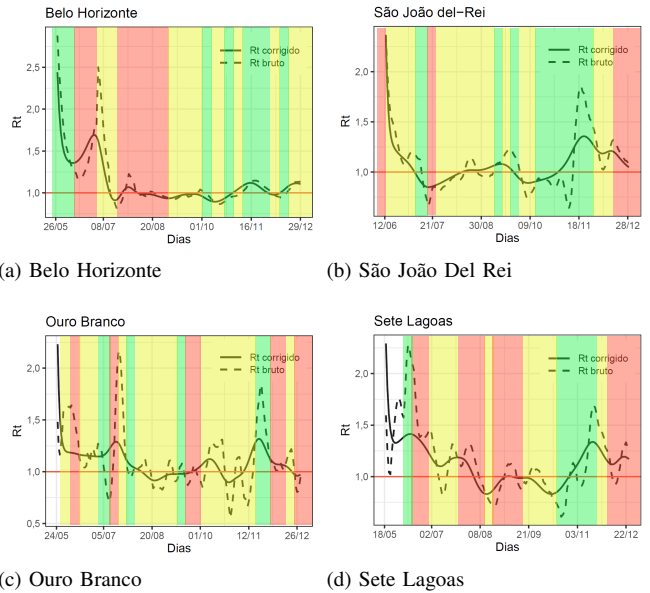 Belo Horizonte
Rt corrigido
Rt bruto
2,5
2,0
1,5
1,0
Rt
26/05 08/07 20/08 01/10 16/11 29/12
Dias
(a) Belo Horizonte
São João del-Rei
Rt corrigido
Rt bruto
2,0
1,0
Rt
12/06 21/07 30/08 09/10 18/11 28/12
Dias
(b) São João Del Rei
Ouro Branco
Rt corrigido
Rt bruto
2,0
1,5
1,0
0,5
Rt
24/05 05/07 20/08 01/10 16/11 26/12
Dias
(c) Ouro Branco
Sete Lagoas
Rt corrigido
Rt bruto
2,0
1,5
1,0
Rt
18/05 02/07 08/08 21/09 03/11 22/12
Dias
(d) Sete Lagoas